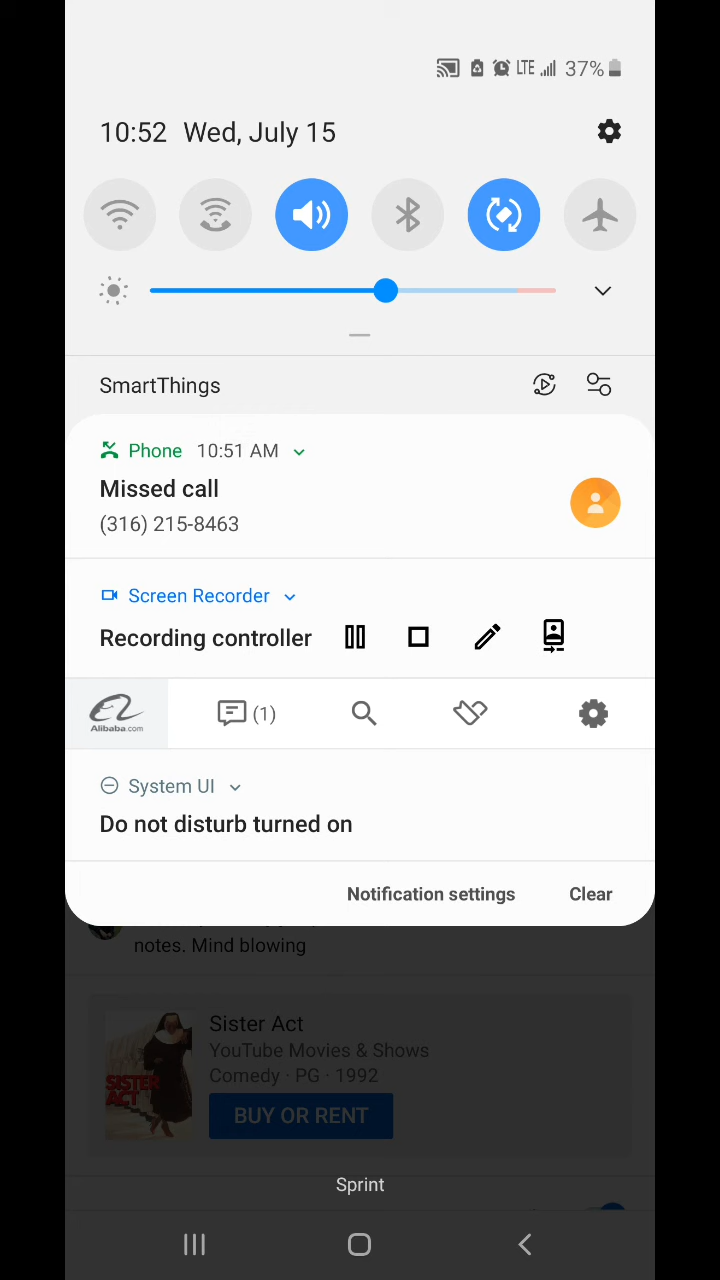 LTE 37%
10:52 Wed, July 15
SmartThings
Phone 10:51 AM
Missed call
(316) 215-8463
Screen Recorder
Recording controller
Alibaba.com
(1)
System UI
Do not disturb turned on
Notification settings Clear
notes. Mind blowing
Sister Act
YouTube Movies & Shows
Comedy · PG · 1992
SISTER
ACT
BUY OR RENT
Sprint